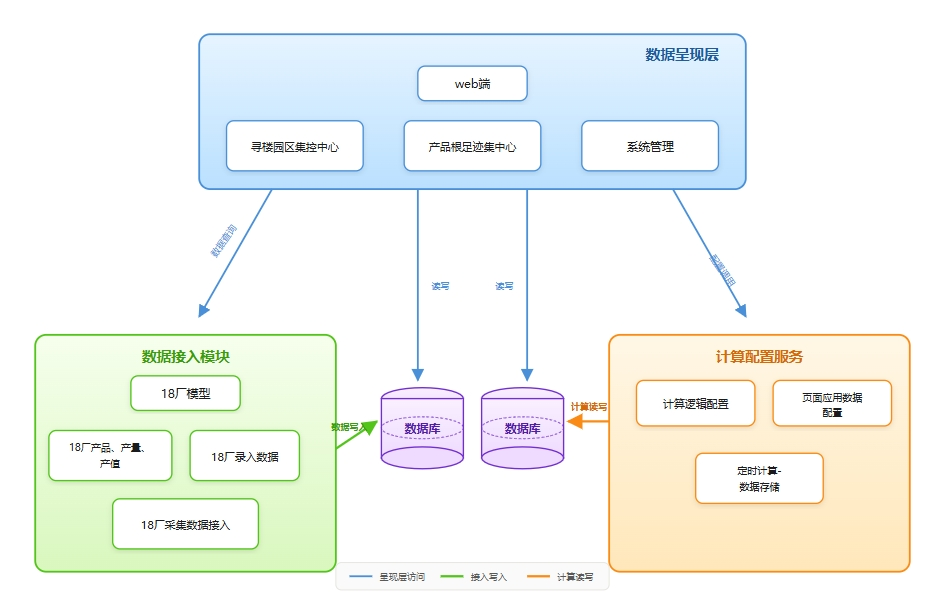 数据呈现层
web端
寻楼园区集控中心
产品根足迹集中心
系统管理
数据查询
读写
读写
配置调用
数据接入模块
18厂模型
18厂产品、产量、
产值
18厂录入数据
18厂采集数据接入
数据写入
数据库
数据库
计算读写
计算配置服务
计算逻辑配置
页面应用数据
配置
定时计算-
数据存储
呈现层访问
接入写入
计算读写